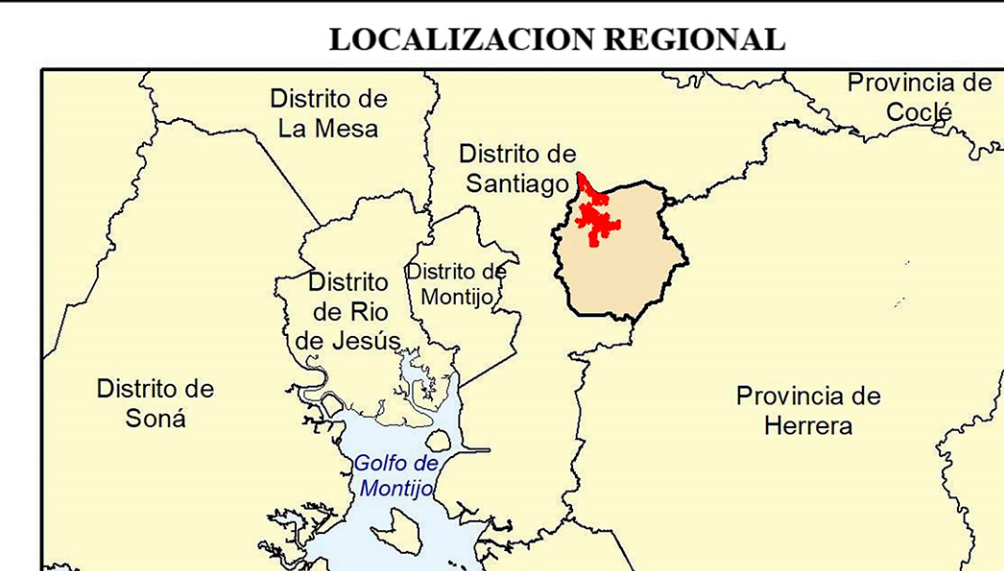 LOCALIZACION REGIONAL
Provincia de
Coclé
Distrito de
La Mesa
Distrito de
Santiago
Distrito de
Montijo
Distrito
de Rio
de Jesús
Distrito de
Soná
Provincia de
Herrera
Golfo de
Montijo